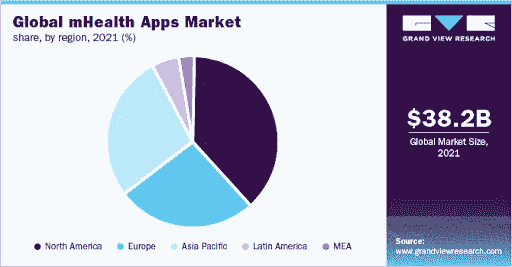 Global mHealth Apps Market
share, by region, 2021 (%)
GRAND VIEW RESEARCH
$38.2B
Global Market Size,
2021
North America
Europe
Asia Pacific
Latin America
MEA
Source:
www.grandviewresearch.com